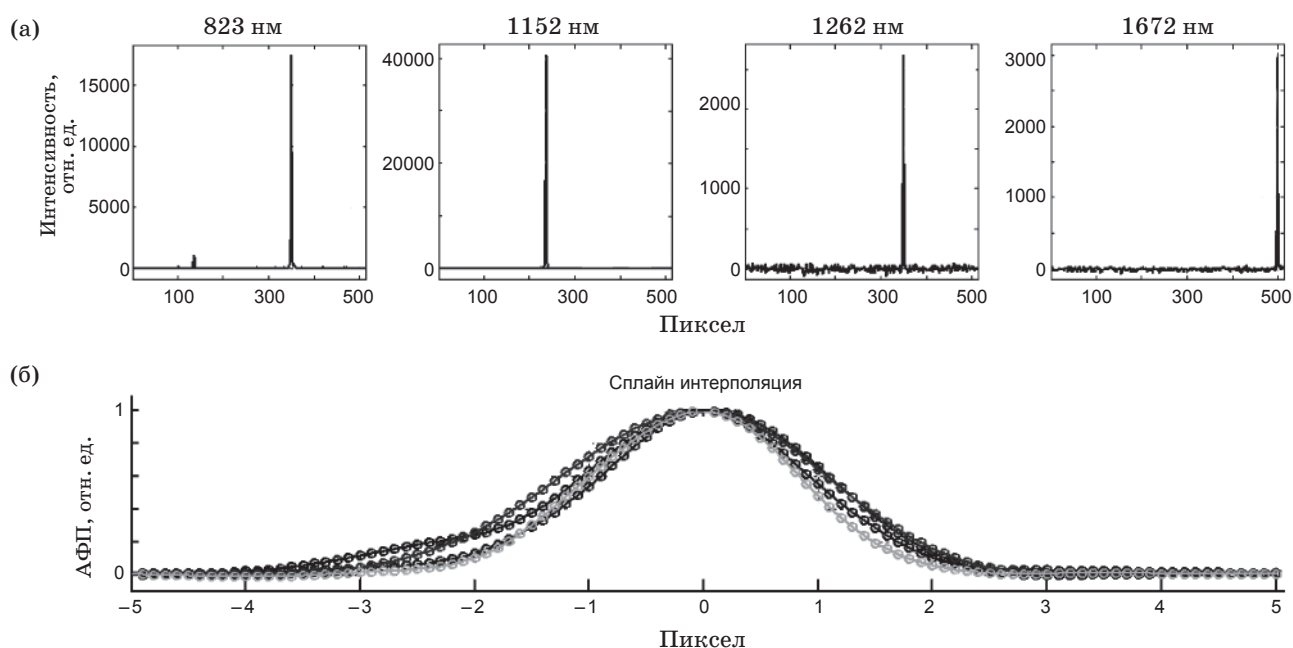 (а)
823 нм
1152 нм
1262 нм
1672 нм
Интенсивность,
отн. ед.
15000
10000
5000
0
40000
20000
0
2000
1000
0
3000
2000
1000
0
100 300 500
100 300 500
100 300 500
100 300 500
Пиксел
(б)
Сплайн интерполяция
АФП, отн. ед.
1
0
–5 –4 –3 –2 –1 0 1 2 3 4 5
Пиксел